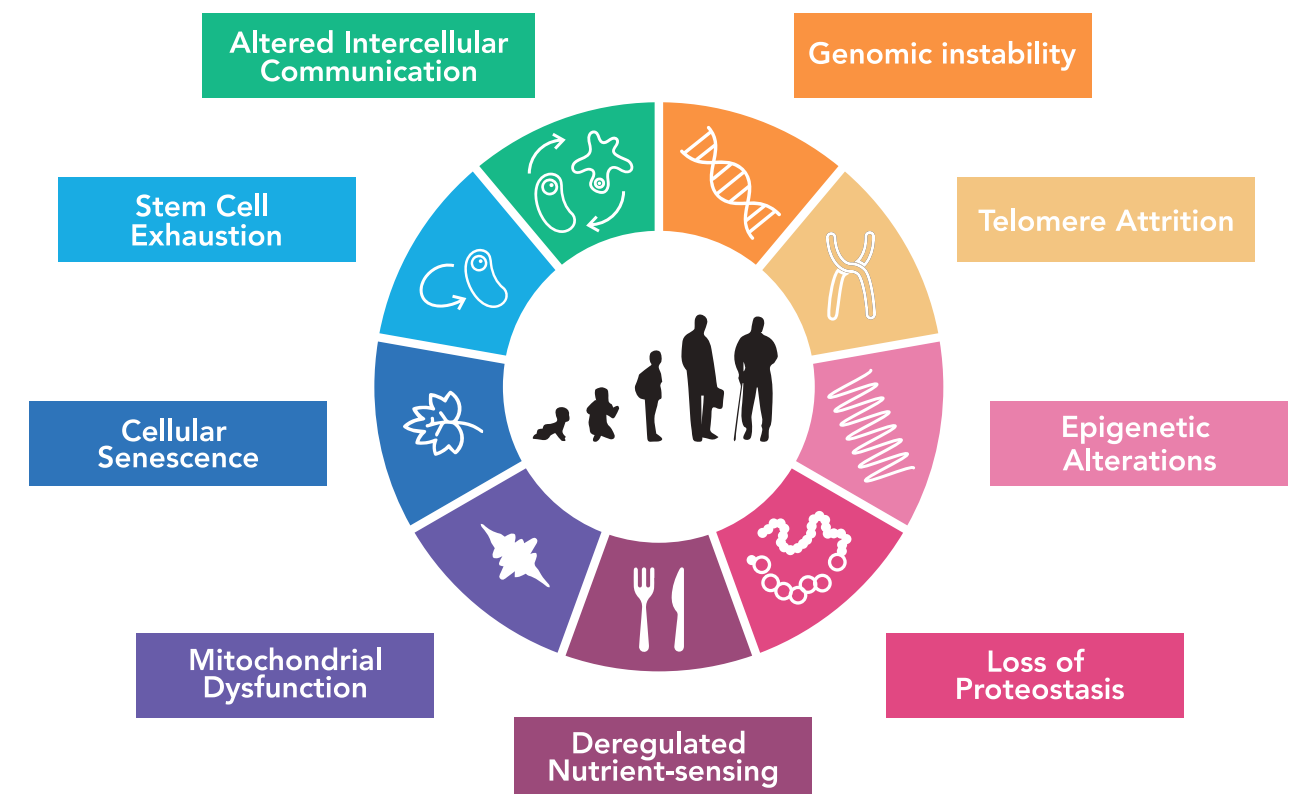 Altered Intercellular
Communication
Genomic instability
Stem Cell
Exhaustion
Telomere Attrition
Cellular
Senescence
Epigenetic
Alterations
Mitochondrial
Dysfunction
Loss of
Proteostasis
Deregulated
Nutrient-sensing